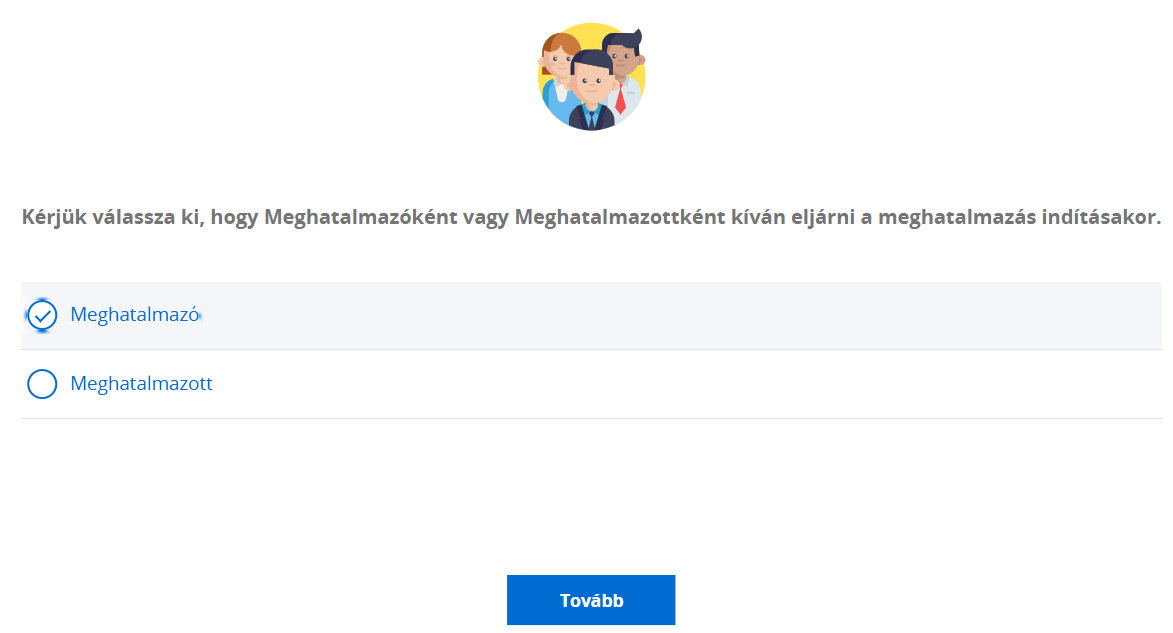 Kérjük válassza ki, hogy Meghatalmazóként vagy Meghatalmazottként kíván eljárni a meghatalmazás indításakor.
Meghatalmazó
Meghatalmazott
Tovább